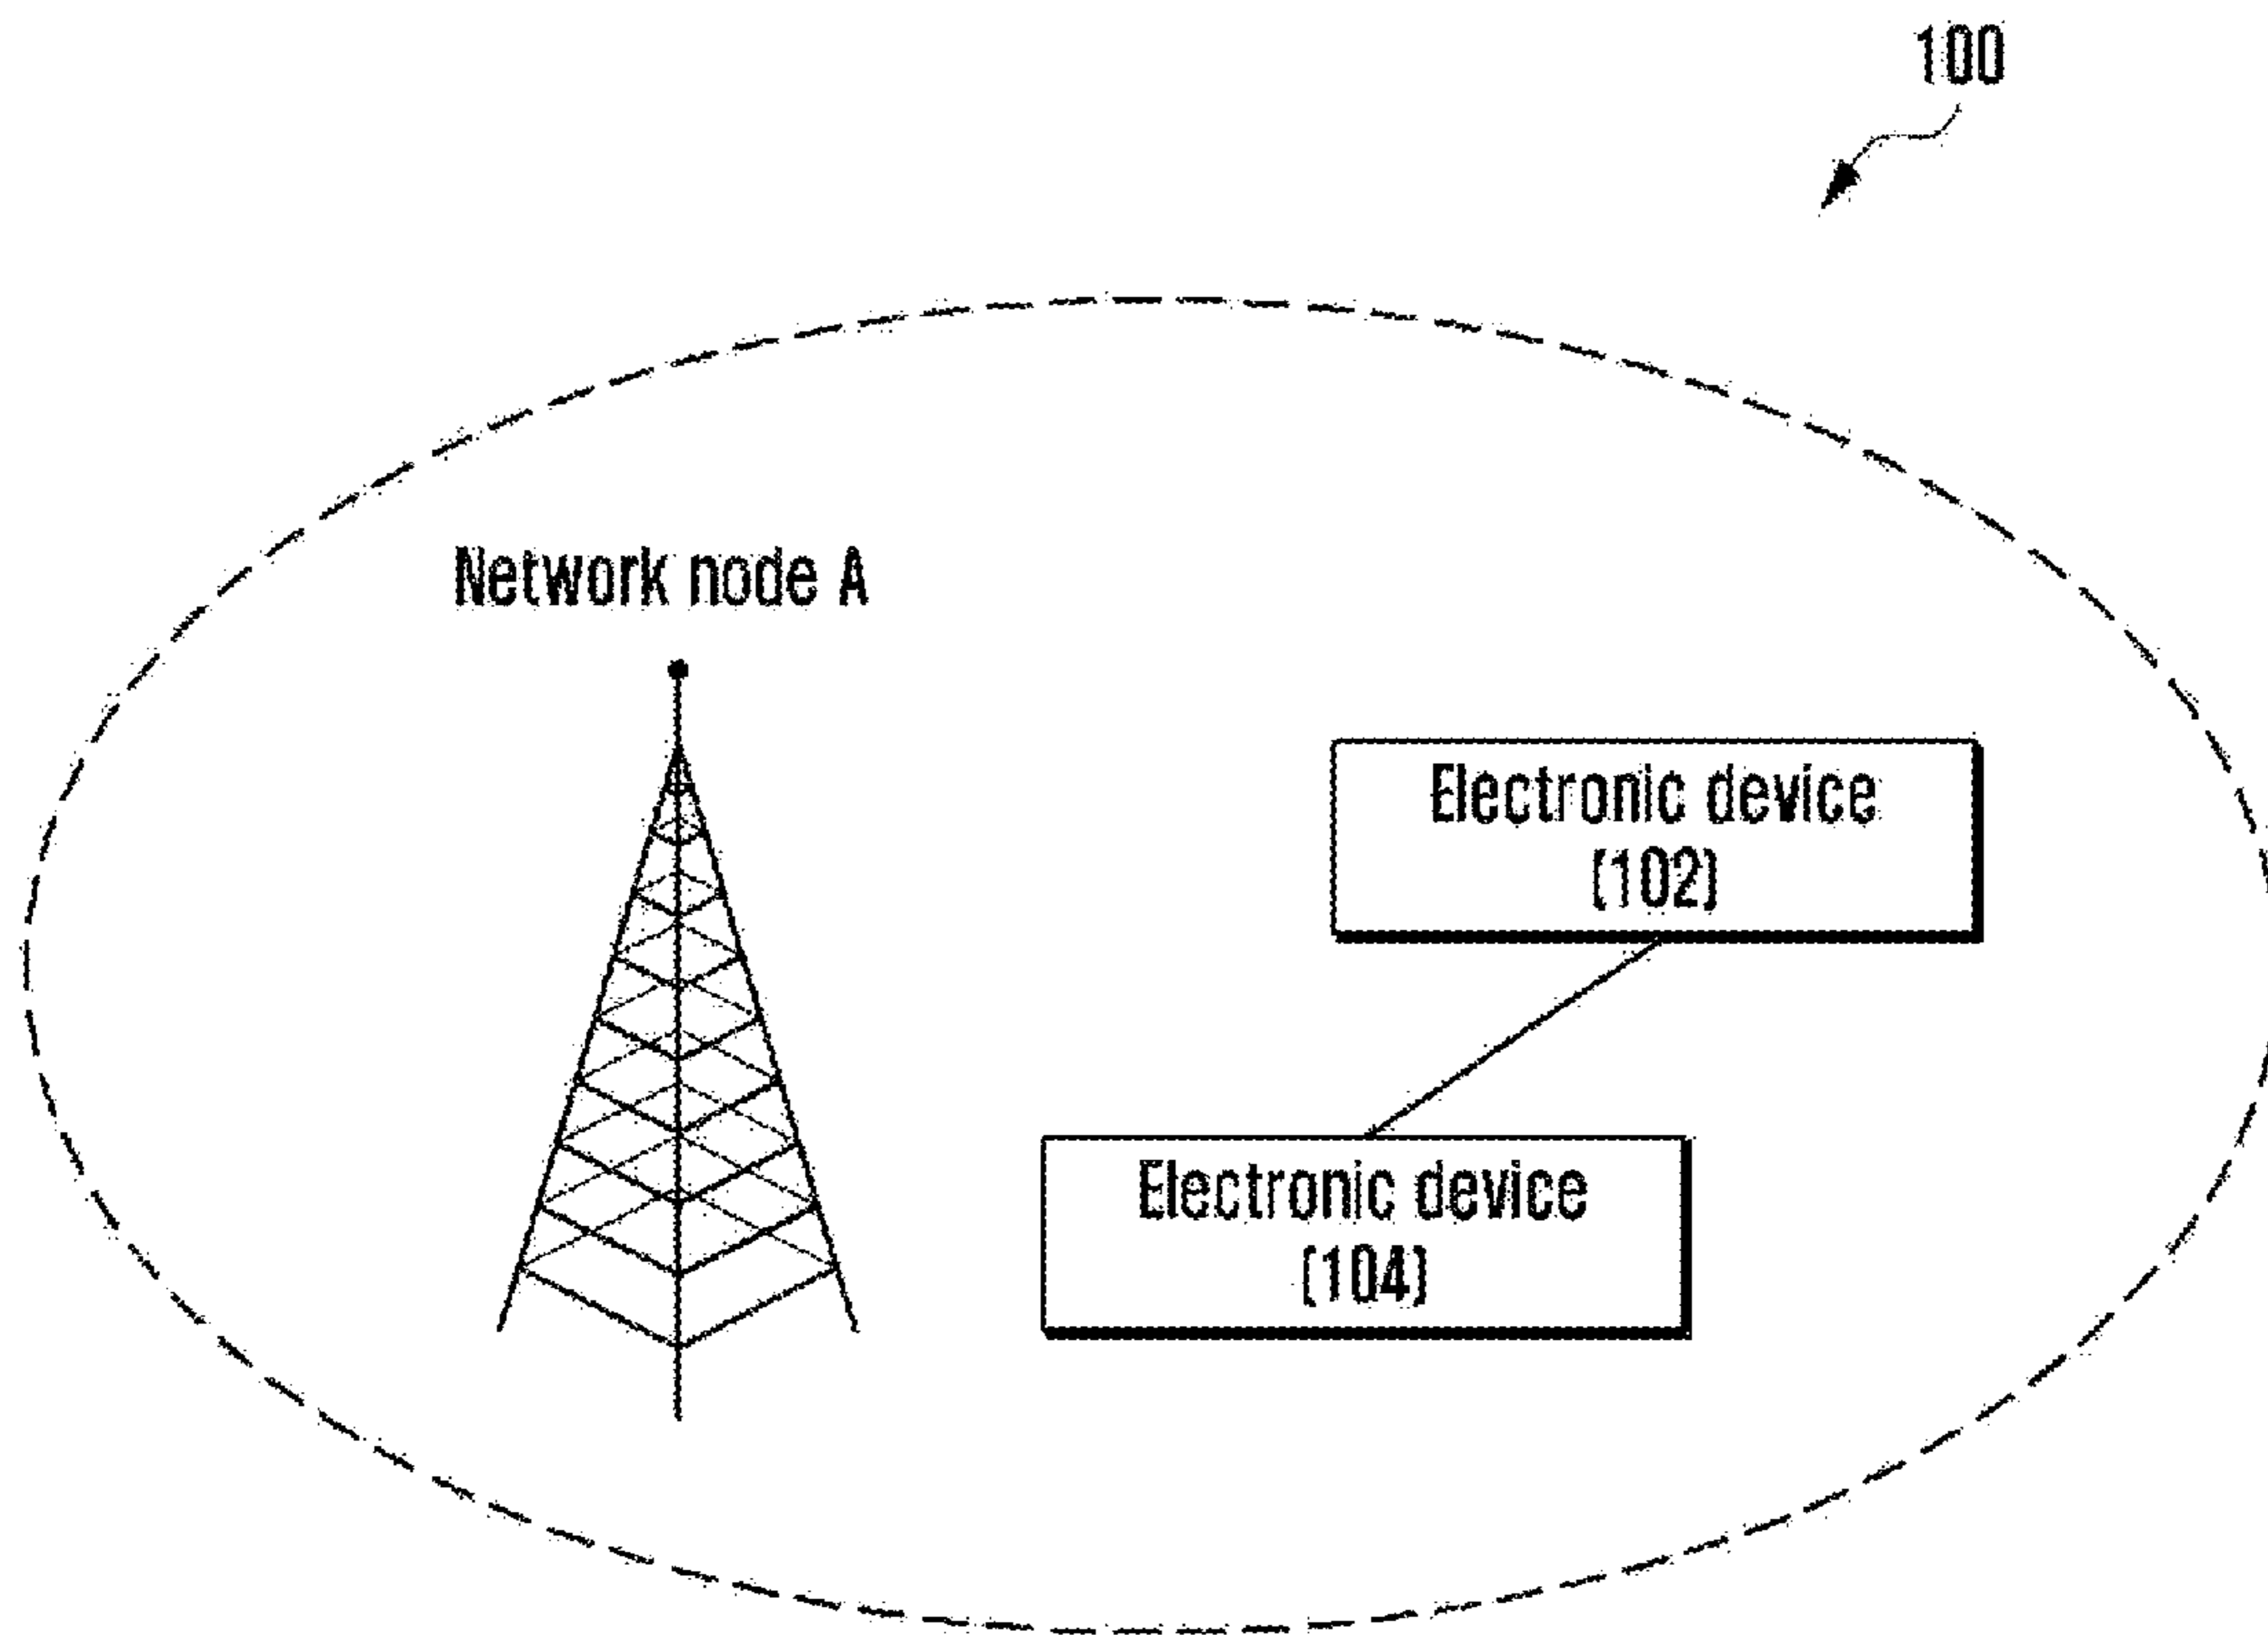 100
Network node A
Electronic device
(102)
Electronic device
(104)